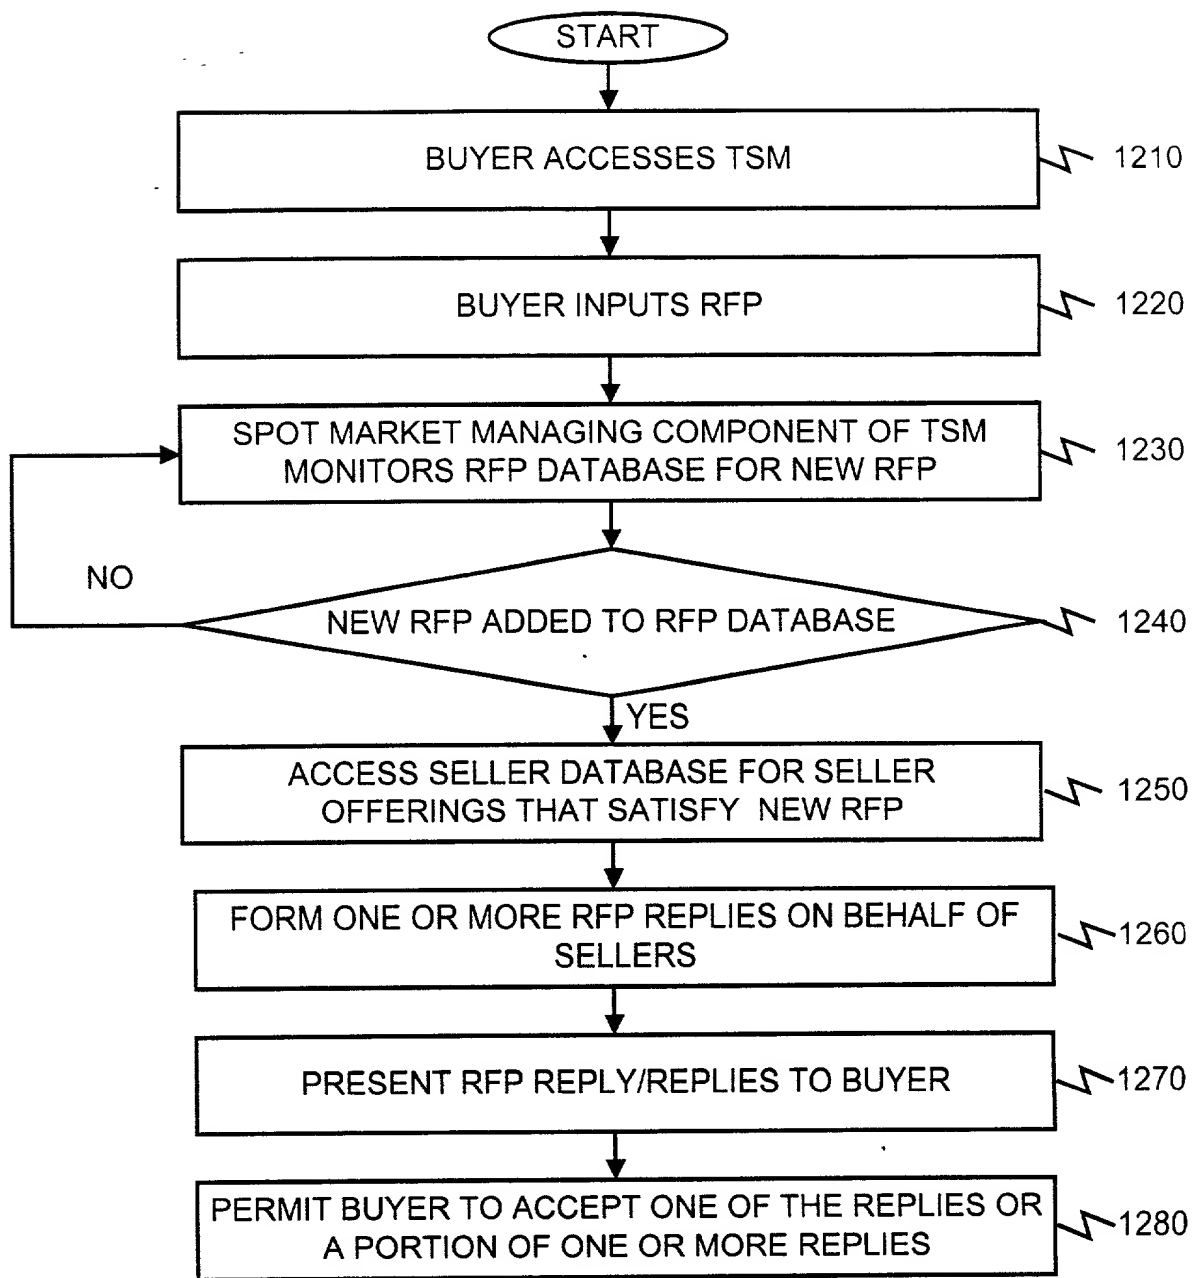 START
BUYER ACCESSES TSM
1210
BUYER INPUTS RFP
1220
SPOT MARKET MANAGING COMPONENT OF TSM
MONITORS RFP DATABASE FOR NEW RFP
1230
NO
NEW RFP ADDED TO RFP DATABASE
1240
YES
ACCESS SELLER DATABASE FOR SELLER
OFFERINGS THAT SATISFY NEW RFP
1250
FORM ONE OR MORE RFP REPLIES ON BEHALF OF
SELLERS
1260
PRESENT RFP REPLY/REPLIES TO BUYER
1270
PERMIT BUYER TO ACCEPT ONE OF THE REPLIES OR
A PORTION OF ONE OR MORE REPLIES
1280